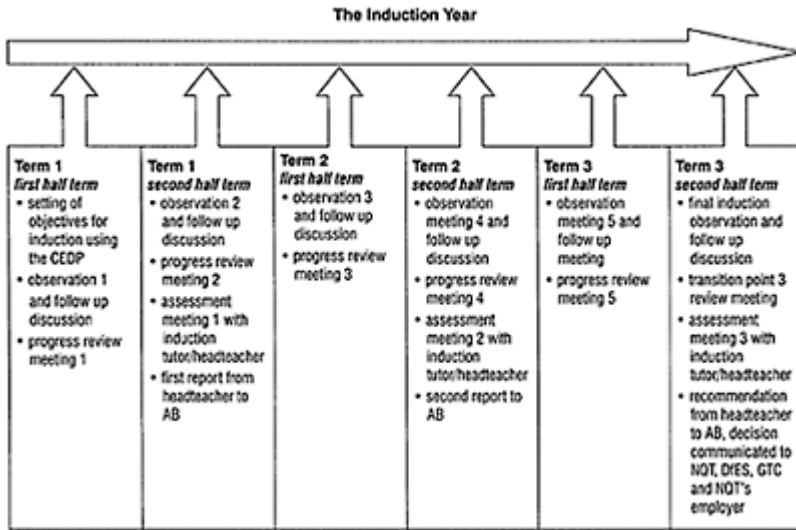 The Induction Year
Term 1
first half term
• setting of
objectives for
induction using
the CEDP
• observation 1
and follow up
discussion
• progress review
meeting 1
Term 1
second half term
• observation 2
and follow up
discussion
• progress review
meeting 2
• assessment
meeting 1 with
induction
tutor/headteacher
• first report from
headteacher to
AB
Term 2
first half term
• observation 3
and follow up
discussion
• progress review
meeting 3
Term 2
second half term
• observation
meeting 4 and
follow up
discussion
• progress review
meeting 4
• assessment
meeting 2 with
induction
tutor/headteacher
• second report to
AB
Term 3
first half term
• observation
meeting 5 and
follow up
meeting
• progress review
meeting 5
Term 3
second half term
• final induction
observation and
follow up
discussion
• transition point 3
review meeting
• assessment
meeting 3 with
induction
tutor/headteacher
• recommendation
from headteacher
to AB, decision
communicated to
NQT, DfES, GTC
and NQT's
employer